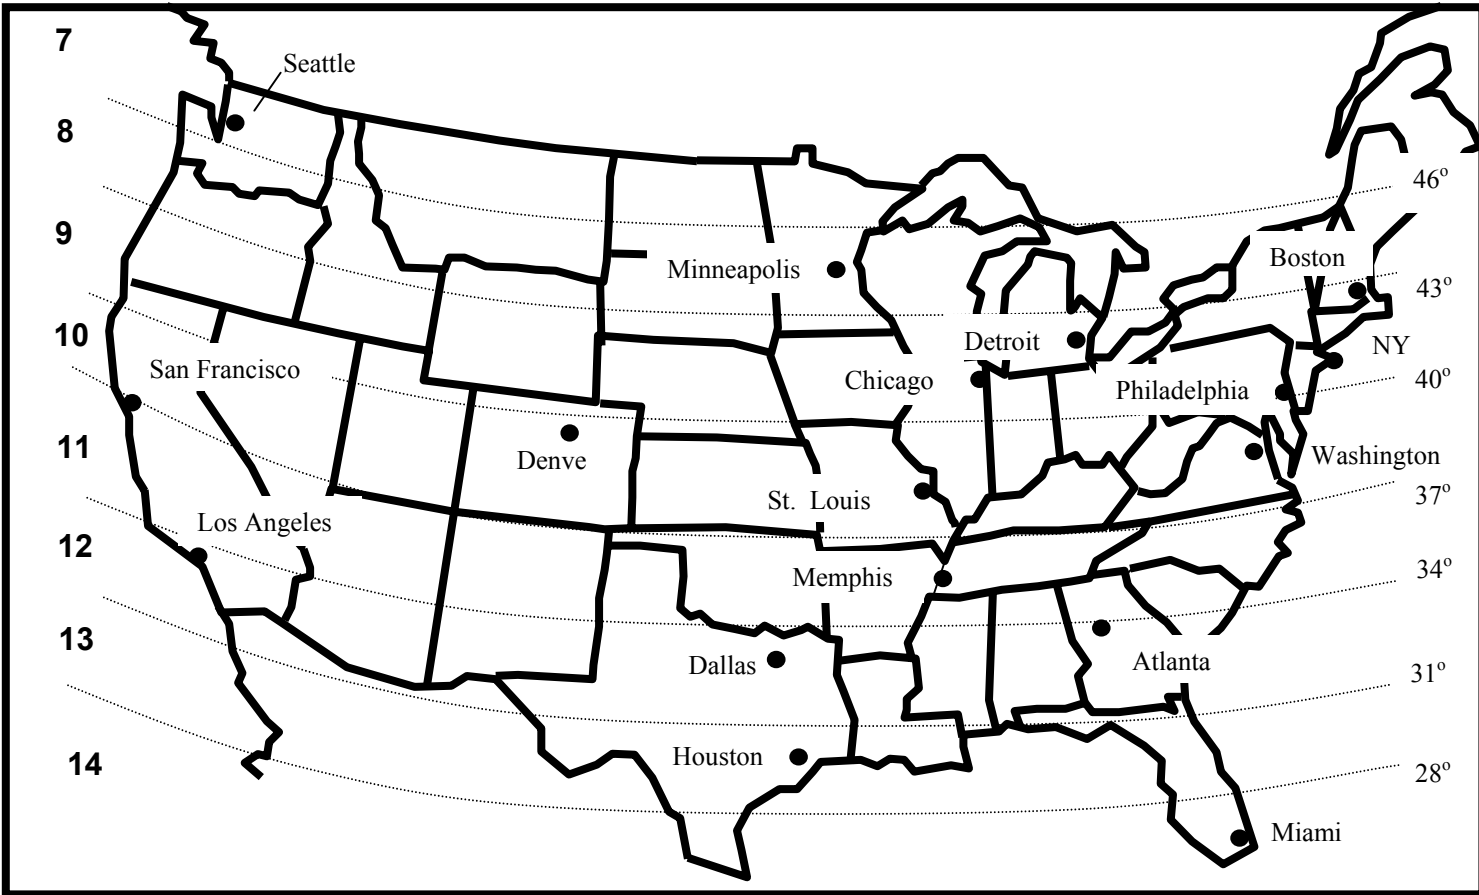 7
Seattle
8
46º
9
Boston
Minneapolis
43º
10
Detroit
NY
San Francisco
Chicago
40º
Philadelphia
11
Denve
Washington
St. Louis
37º
Los Angeles
12
34º
Memphis
13
Dallas
Atlanta
31º
Houston
14
28º
Miami